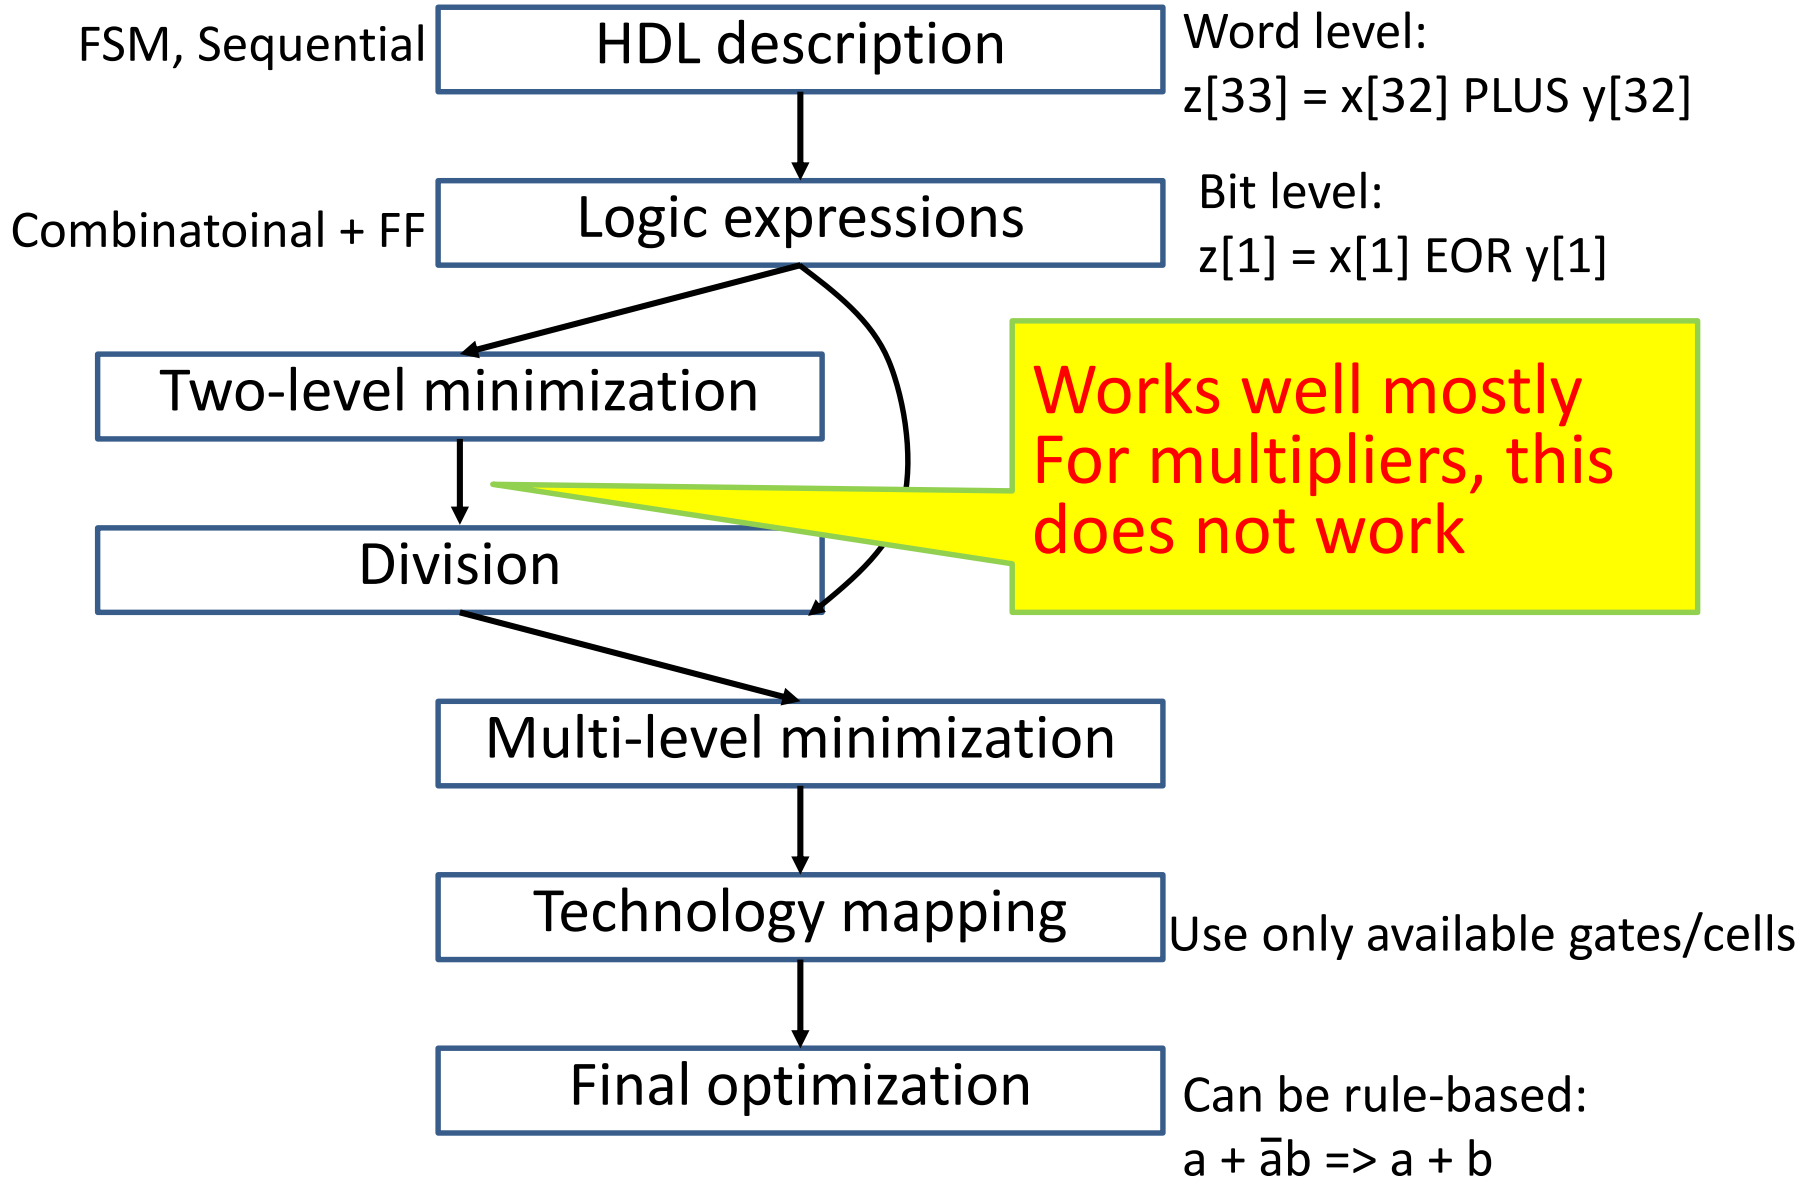 FSM, Sequential
HDL description
Word level:
z[33] = x[32] PLUS y[32]
Combinatoinal + FF
Logic expressions
Bit level:
z[1] = x[1] EOR y[1]
Two-level minimization
Works well mostly
For multipliers, this
does not work
Division
Multi-level minimization
Technology mapping
Use only available gates/cells
Final optimization
Can be rule-based:
a + a̅b => a + b